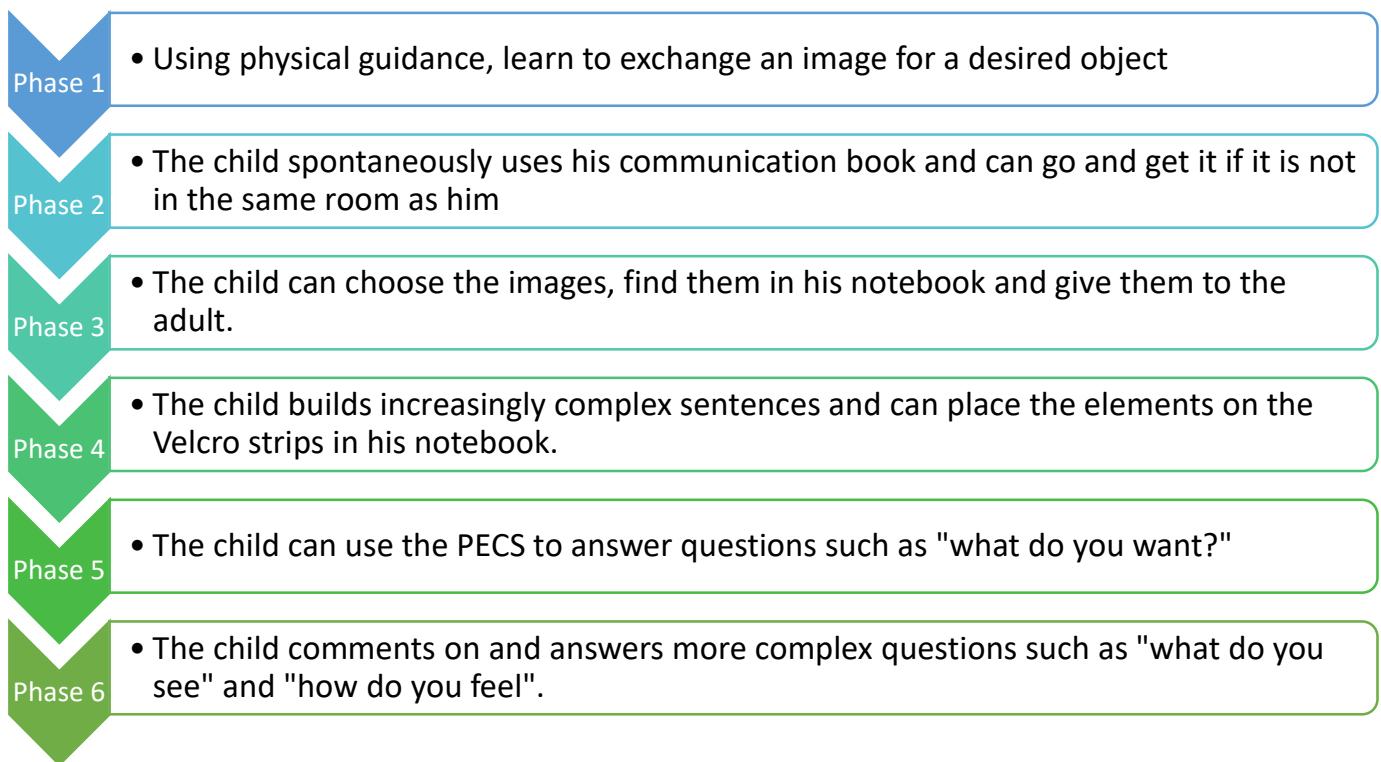 Phase 1
• Using physical guidance, learn to exchange an image for a desired object
Phase 2
• The child spontaneously uses his communication book and can go and get it if it is not
in the same room as him
Phase 3
• The child can choose the images, find them in his notebook and give them to the
adult.
Phase 4
• The child builds increasingly complex sentences and can place the elements on the
Velcro strips in his notebook.
Phase 5
• The child can use the PECS to answer questions such as "what do you want?"
Phase 6
• The child comments on and answers more complex questions such as "what do you
see" and "how do you feel".